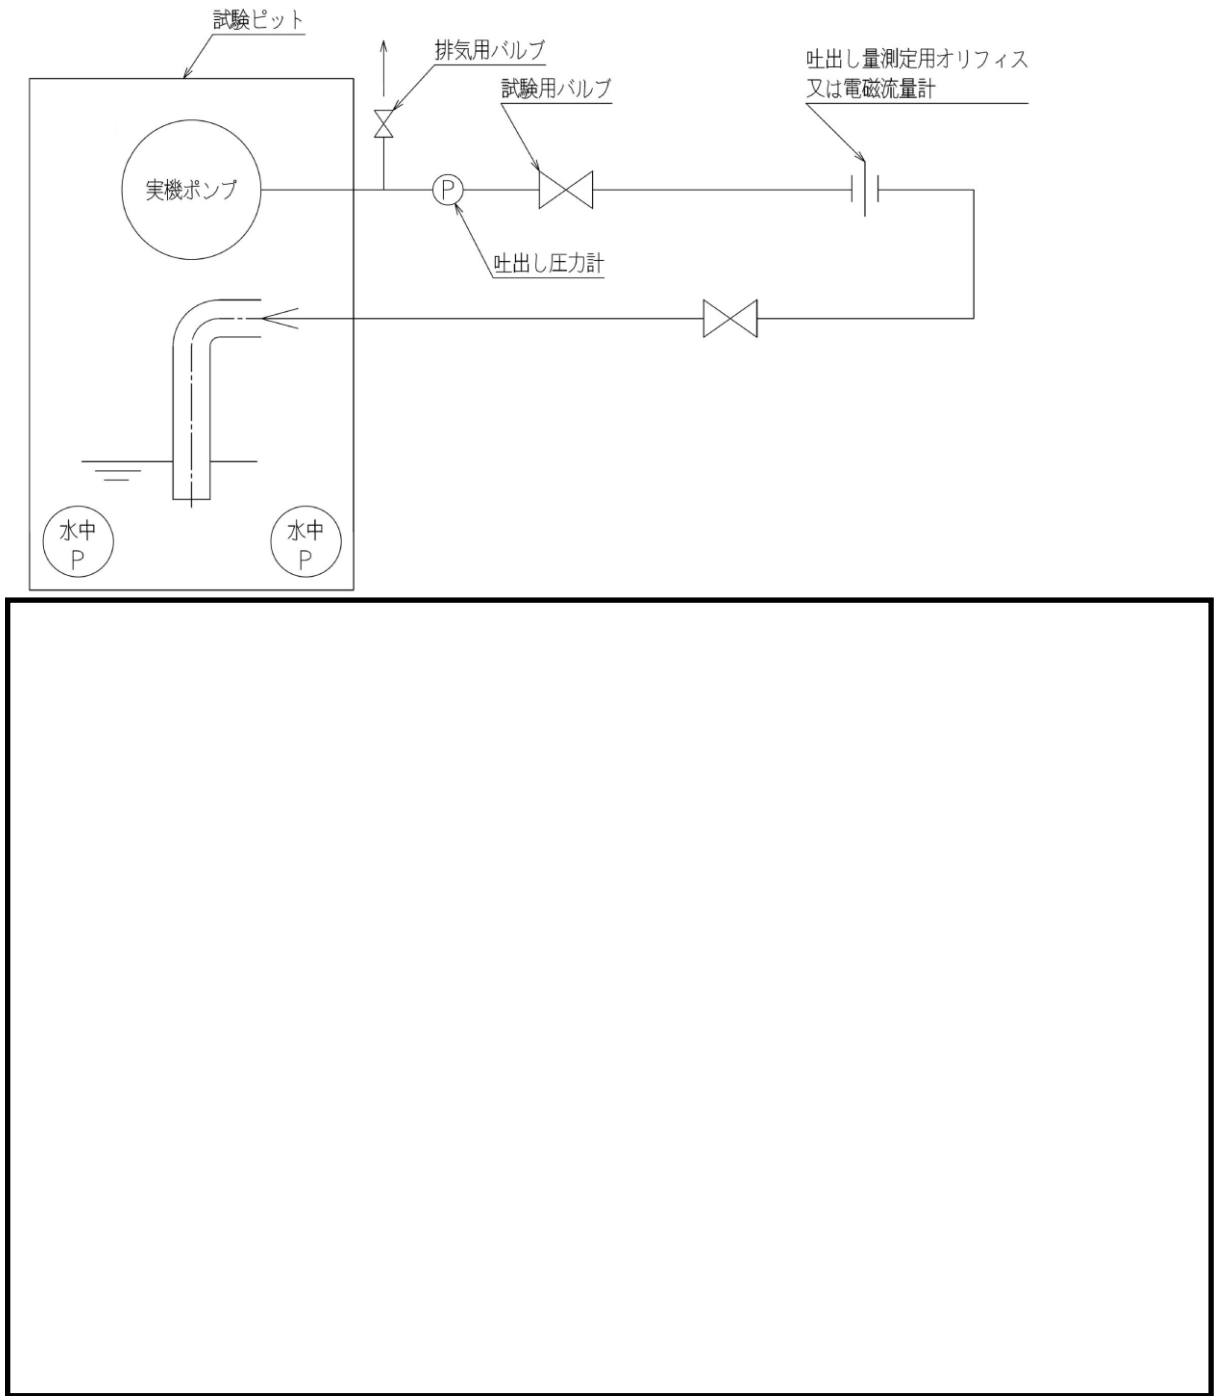 試験ピット
排気用バルブ
試験用バルブ
吐出し量測定用オリフィス
又は電磁流量計
実機ポンプ
P
吐出し圧力計
水中
P
水中
P